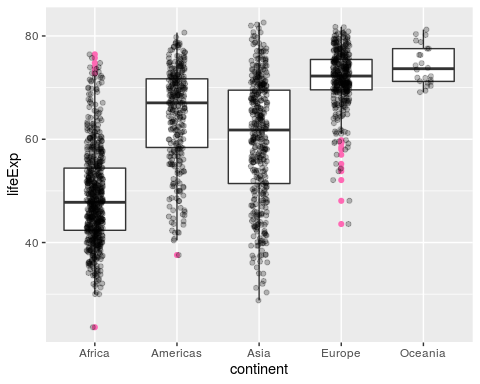 lifeExp
80
60
40
Africa Americas Asia Europe Oceania
continent